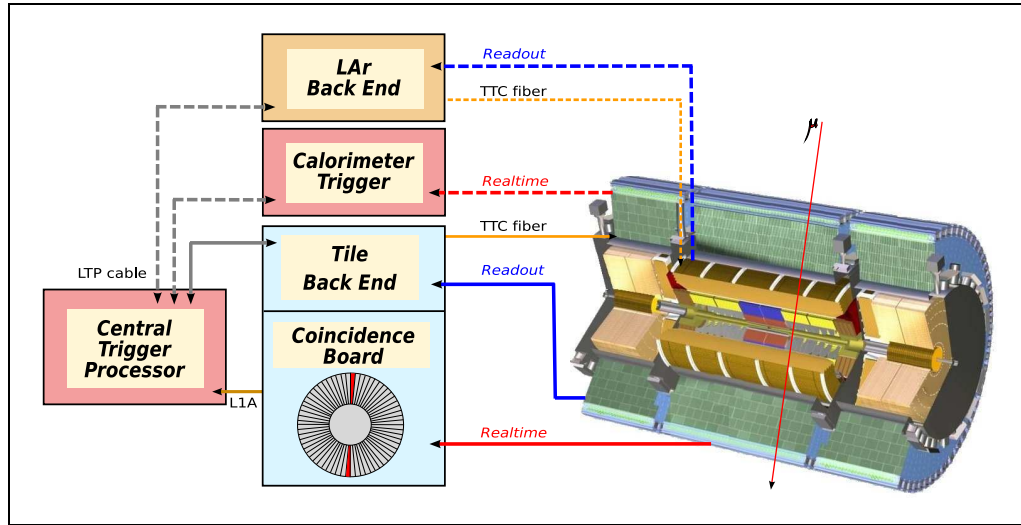 LAr
Back End
Readout
TTC fiber
μ
Calorimeter
Trigger
Realtime
Tile
Back End
TTC fiber
Readout
LTP cable
Central
Trigger
Processor
L1A
Coincidence
Board
Realtime